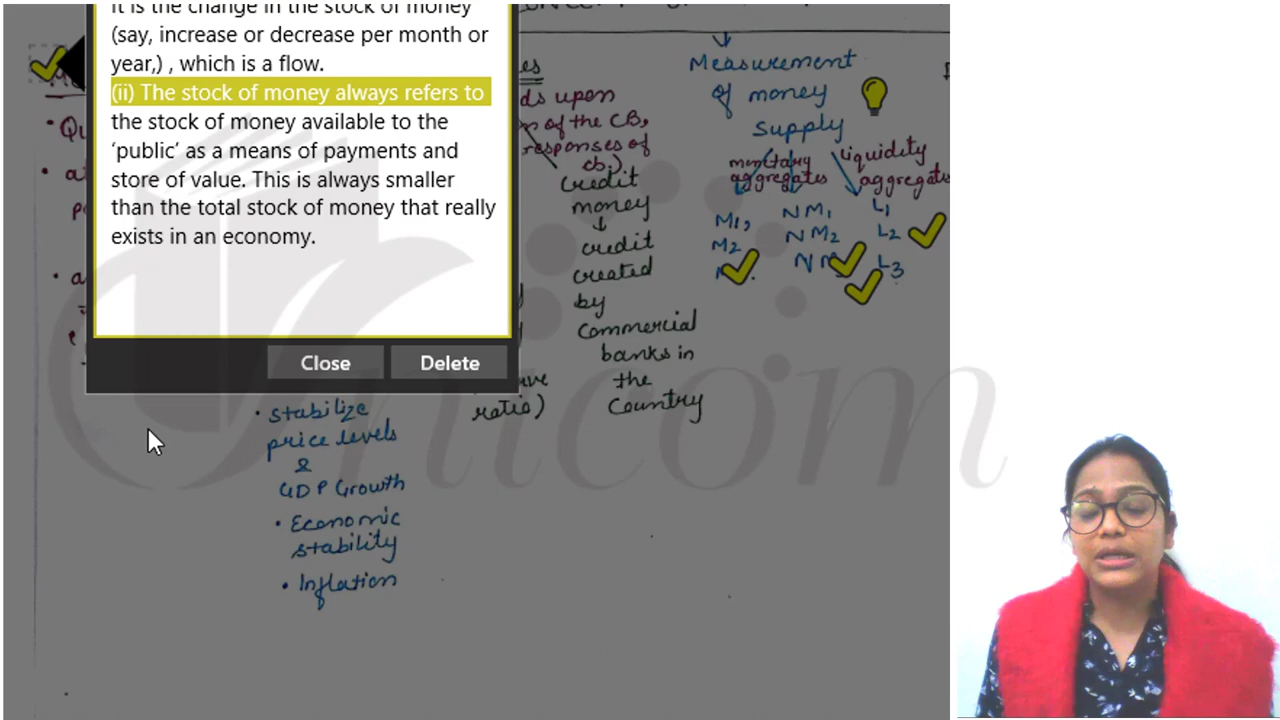 It is the change in the stock of money
(say, increase or decrease per month or
year,) , which is a flow.
(ii) The stock of money always refers to
the stock of money available to the
‘public’ as a means of payments and
store of value. This is always smaller
than the total stock of money that really
exists in an economy.
Close
Delete
• stabilize
price levels
&
GDP Growth
• Economic
stability
• Inflation
ds upon
of the CB,
responses of
cb.)
ratio)
credit
money
credit
created
by
commercial
banks in
the
Country
Measurement
of money
supply
monetary
aggregates
liquidity
aggregates
M1,
M2
NM1
NM2
L1
L2
L3
Unicom